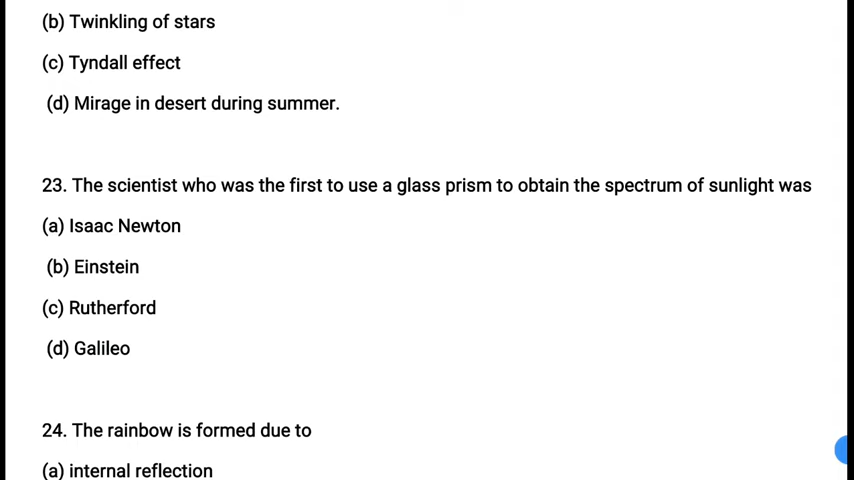 (b) Twinkling of stars
(c) Tyndall effect
(d) Mirage in desert during summer.
23. The scientist who was the first to use a glass prism to obtain the spectrum of sunlight was
(a) Isaac Newton
(b) Einstein
(c) Rutherford
(d) Galileo
24. The rainbow is formed due to
(a) internal reflection